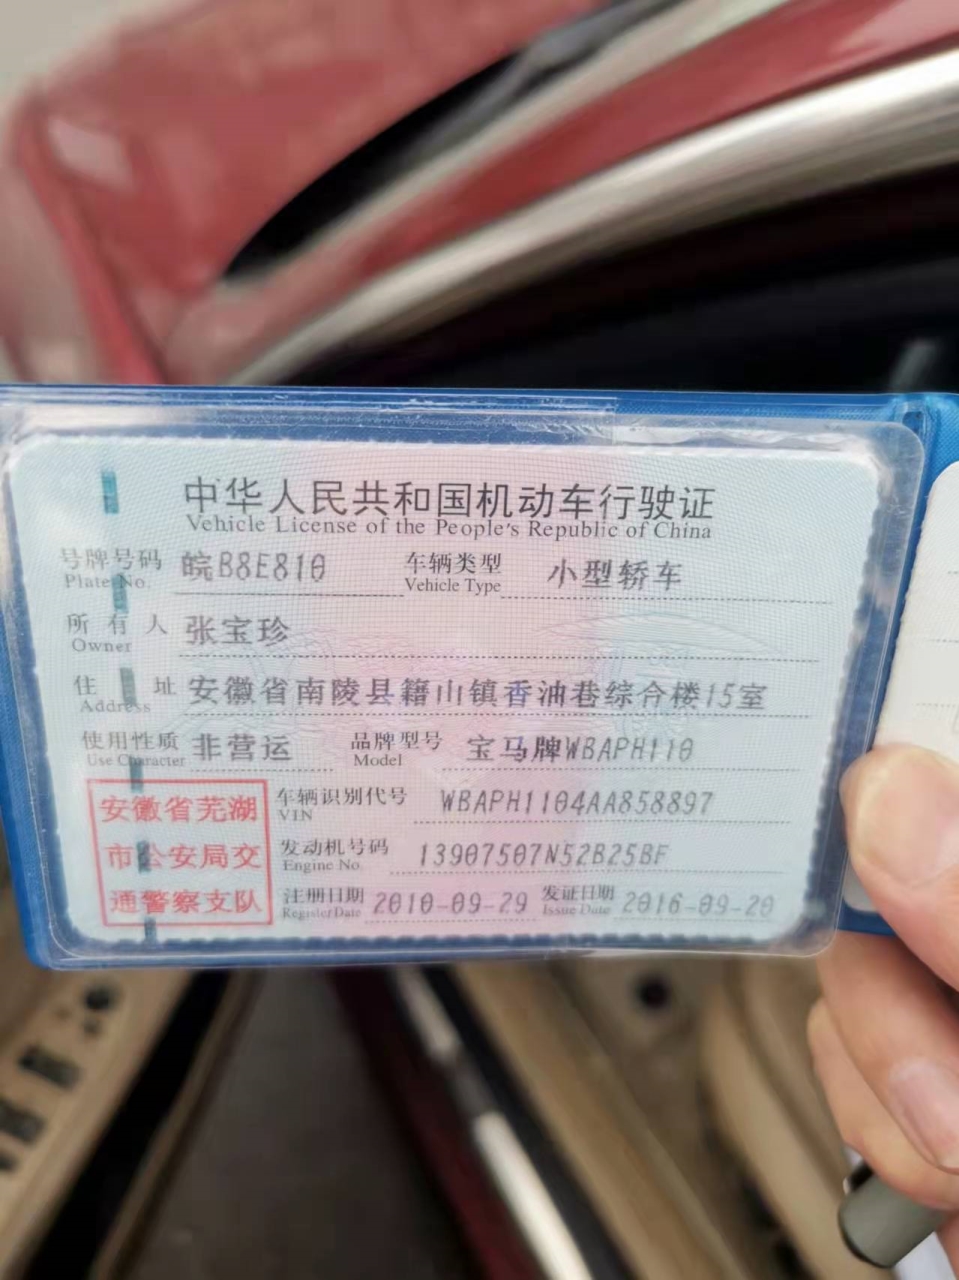 中华人民共和国机动车行驶证
Vehicle License of the People's Republic of China
号牌号码 皖B8E810 车辆类型 小型轿车
Plate No. Vehicle Type
所有人 张宝珍
Owner
住址 安徽省南陵县籍山镇香油巷综合楼15室
Address
使用性质 非营运 品牌型号 宝马牌WBAPH110
Use Character Model
安徽省芜湖
市公安局交
通警察支队
车辆识别代号 WBAPH1104AA858897
VIN
发动机号码 13907507N52B25BF
Engine No.
注册日期 2010-09-29 发证日期 2016-09-20
Register Date Issue Date